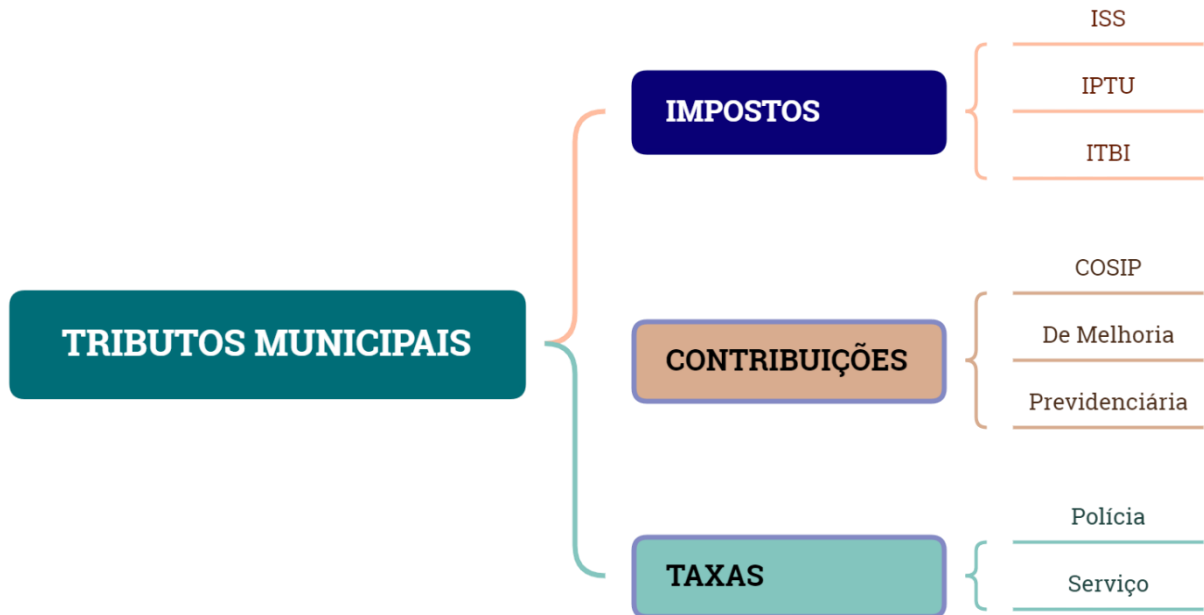 TRIBUTOS MUNICIPAIS
IMPOSTOS
ISS
IPTU
ITBI
CONTRIBUIÇÕES
COSIP
De Melhoria
Previdenciária
TAXAS
Polícia
Serviço